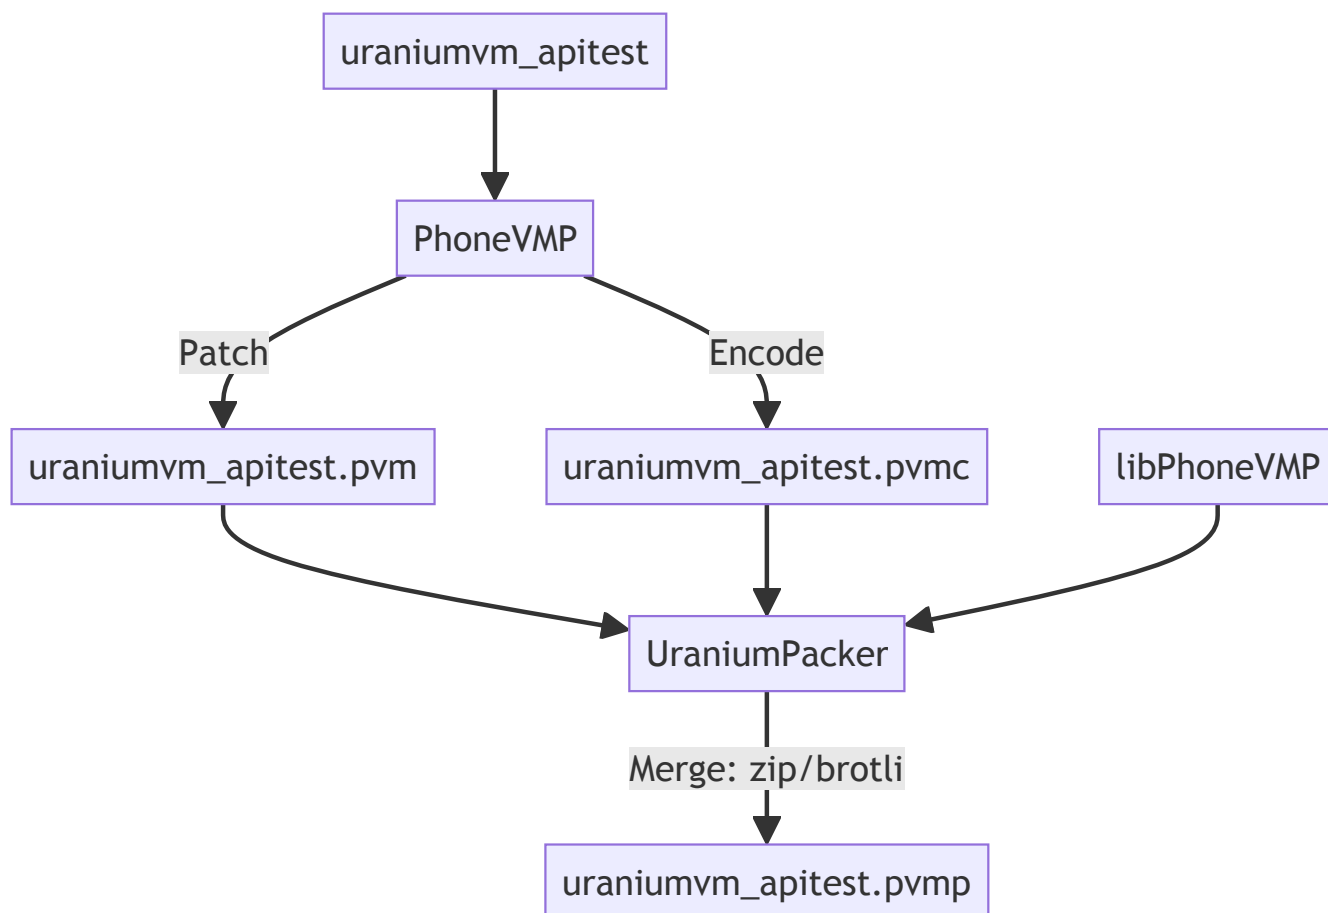 uraniumvm_apitest
PhoneVMP
Patch
Encode
uraniumvm_apitest.pvm
uraniumvm_apitest.pvmc
libPhoneVMP
UraniumPacker
Merge: zip/brotli
uraniumvm_apitest.pvmp